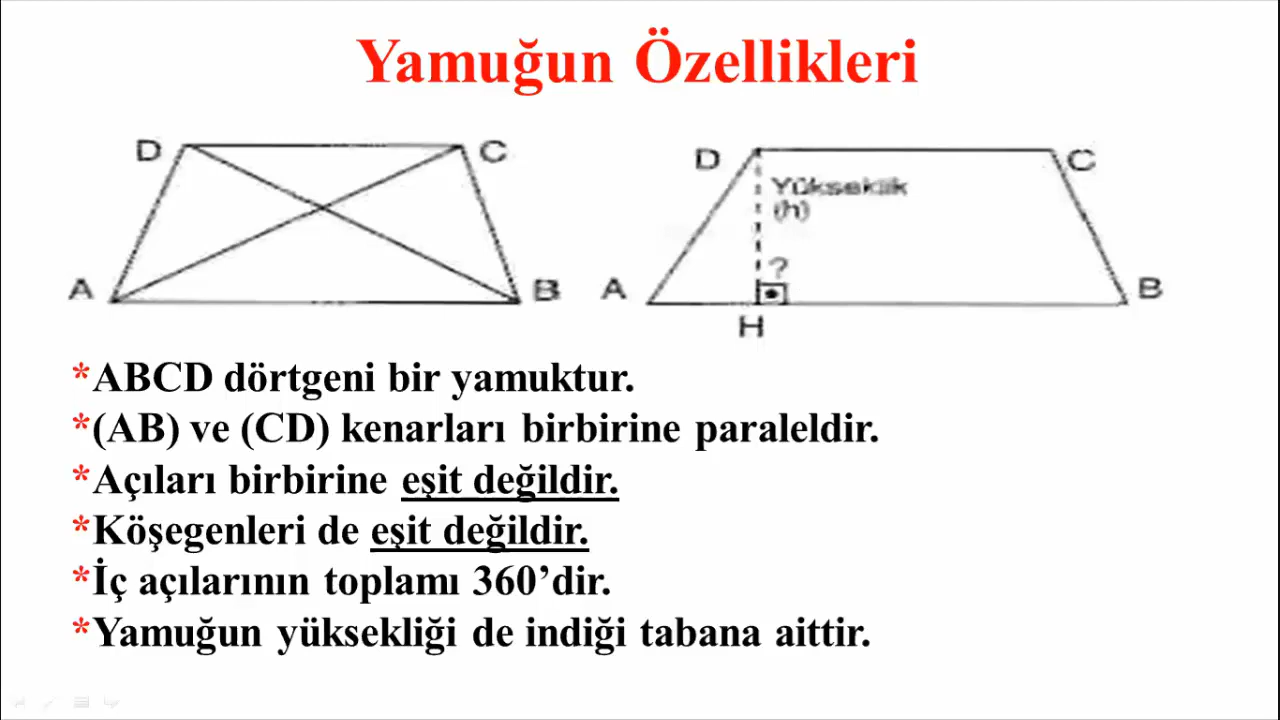 Yamuğun Özellikleri
D C
A B
D C
Yükseklik
(h)
?
A B
H
*ABCD dörtgeni bir yamuktur.
*(AB) ve (CD) kenarları birbirine paraleldir.
*Açıları birbirine eşit değildir.
*Köşegenleri de eşit değildir.
*İç açılarının toplamı 360’dir.
*Yamuğun yüksekliği de indiği tabana aittir.